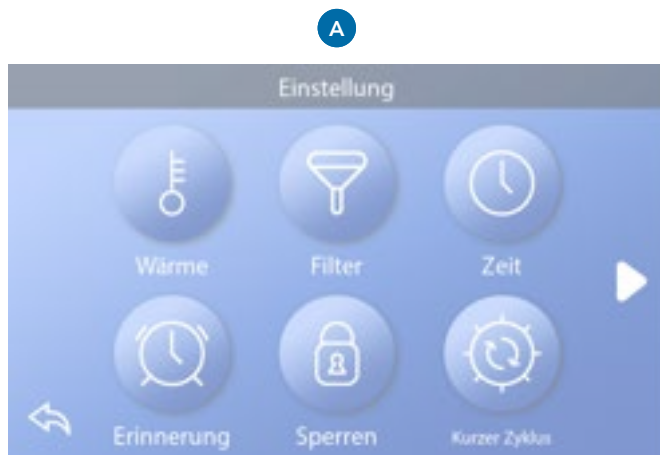 A
Einstellung
Wärme Filter Zeit
Erinnerung Sperren Kurzer Zyklus